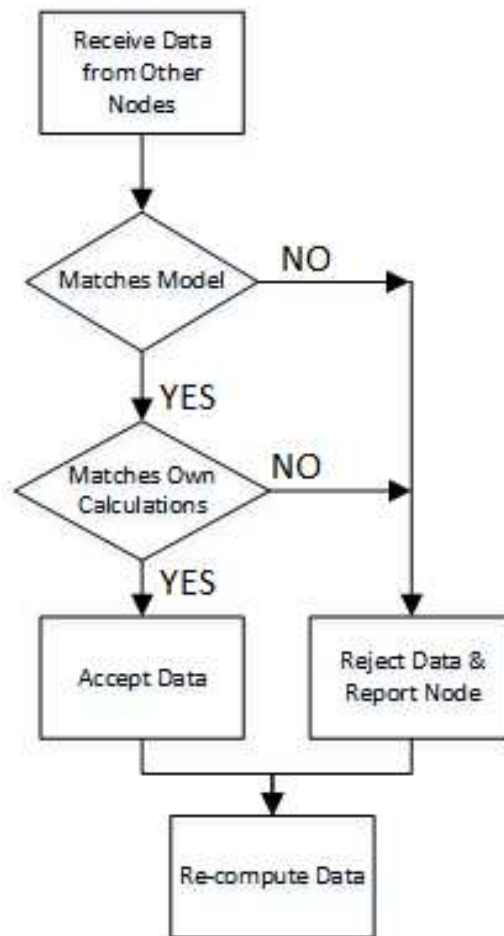 Receive Data
from Other
Nodes
Matches Model
NO
YES
Matches Own
Calculations
NO
YES
Accept Data
Reject Data &
Report Node
Re-compute Data